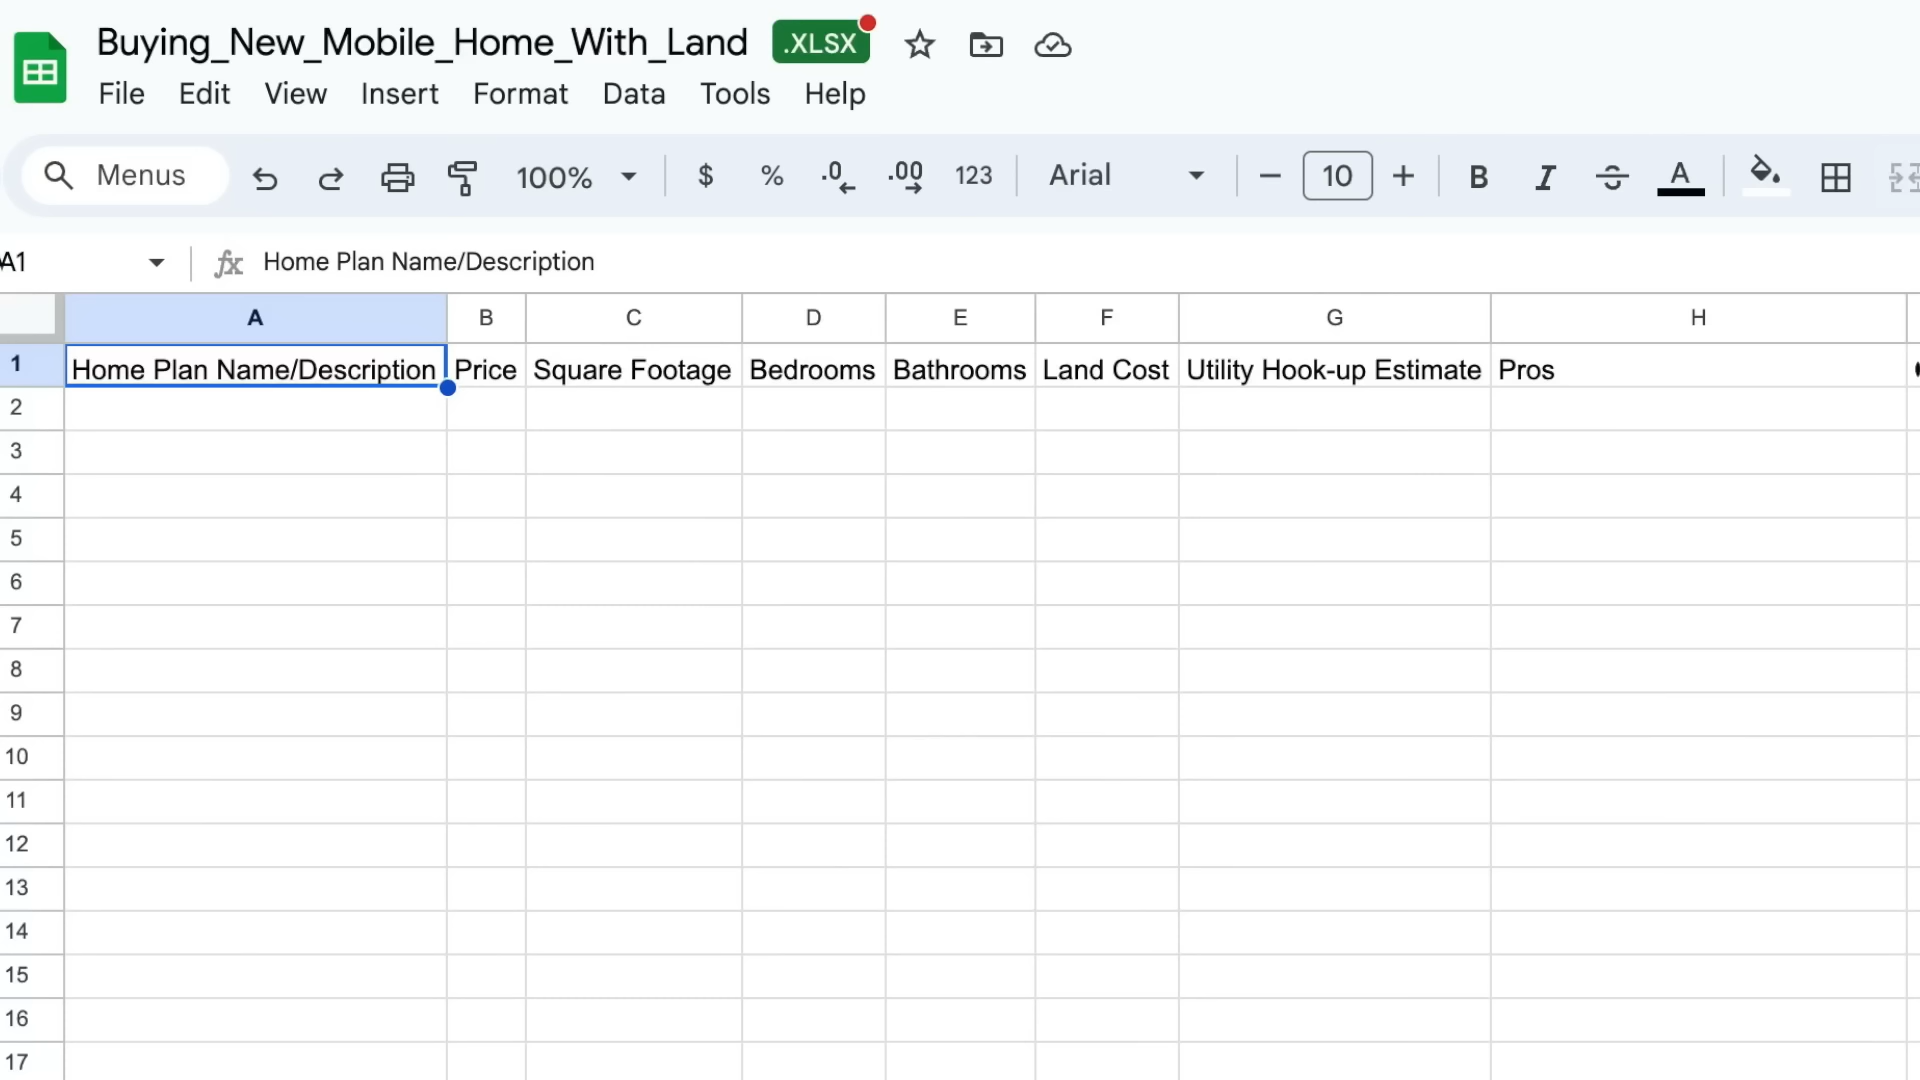 Buying_New_Mobile_Home_With_Land .XLSX
File Edit View Insert Format Data Tools Help
Menus 100% $ % .0 .00 123 Arial 10 B I S A
A1 fx Home Plan Name/Description
A B C D E F G H
1 Home Plan Name/Description Price Square Footage Bedrooms Bathrooms Land Cost Utility Hook-up Estimate Pros
2
3
4
5
6
7
8
9
10
11
12
13
14
15
16
17